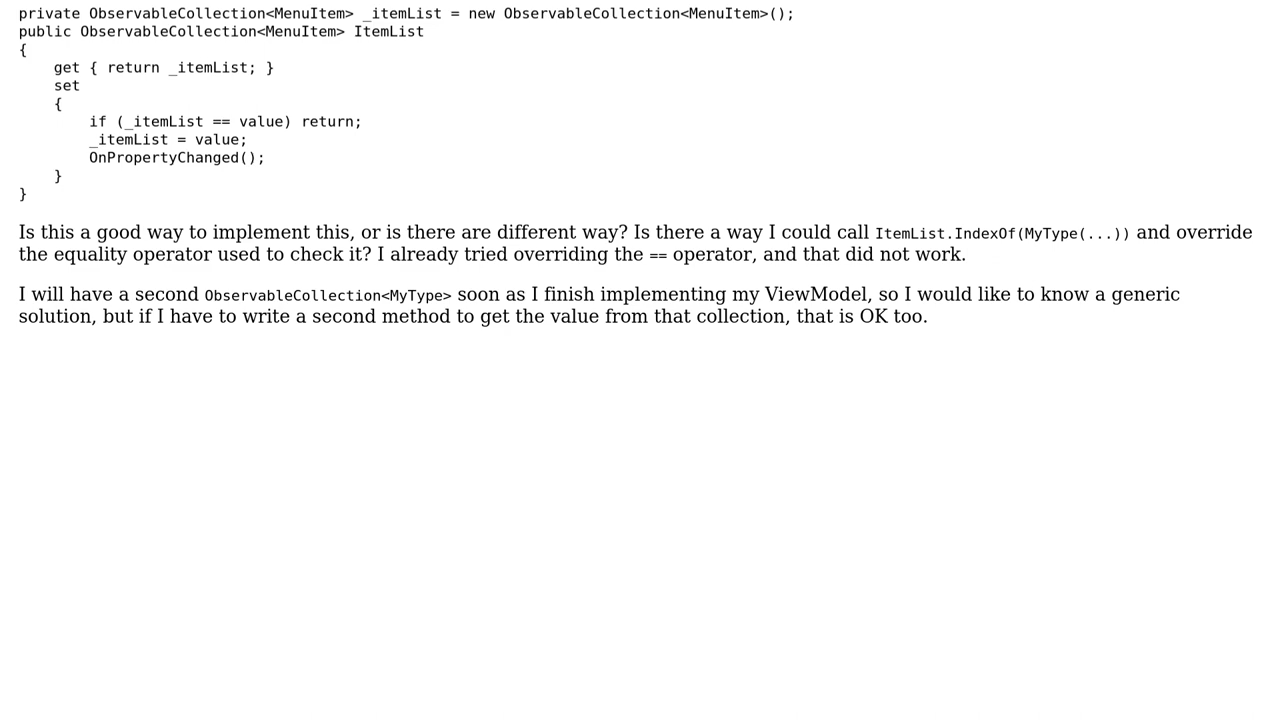 private ObservableCollection<MenuItem> _itemList = new ObservableCollection<MenuItem>();
public ObservableCollection<MenuItem> ItemList
{
    get { return _itemList; }
    set
    {
        if (_itemList == value) return;
        _itemList = value;
        OnPropertyChanged();
    }
}
Is this a good way to implement this, or is there are different way? Is there a way I could call ItemList.IndexOf(MyType(...)) and override
the equality operator used to check it? I already tried overriding the == operator, and that did not work.
I will have a second ObservableCollection<MyType> soon as I finish implementing my ViewModel, so I would like to know a generic
solution, but if I have to write a second method to get the value from that collection, that is OK too.